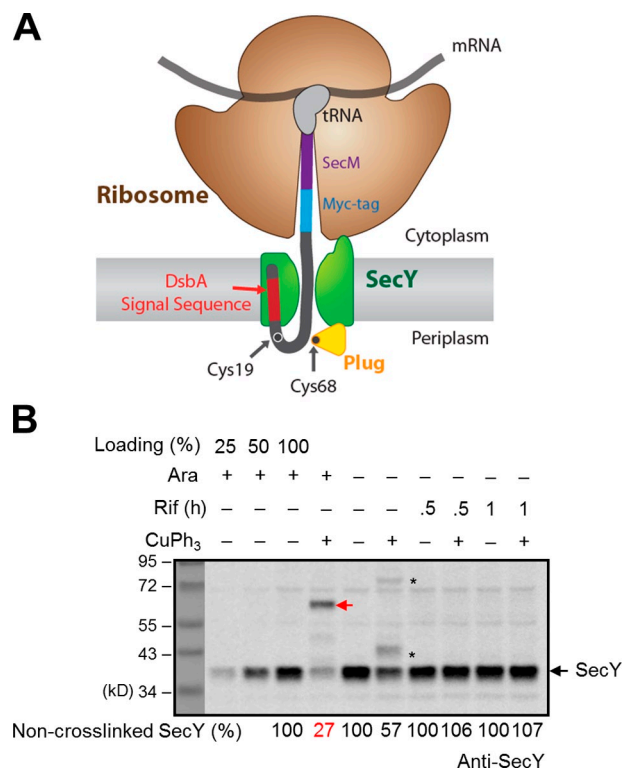 A
mRNA
tRNA
SecM
Ribosome
Myc-tag
Cytoplasm
DsbA
Signal Sequence
SecY
Periplasm
Cys19
Plug
Cys68
B
Loading (%) 25 50 100
Ara + + + + – – – – – –
Rif (h) – – – – – – .5 .5 1 1
CuPh3 – – – + – + – + – +
95
72 *
55
43 *
SecY
(kD) 34
Non-crosslinked SecY (%) 100 27 100 57 100 106 100 107
Anti-SecY